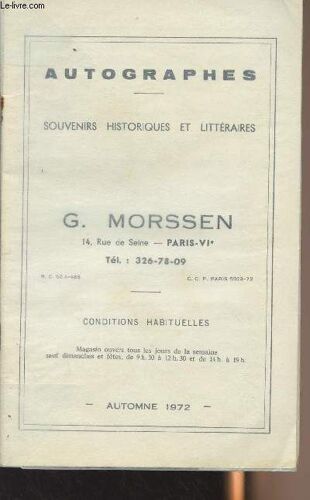 Le-livre.com
AUTOGRAPHES
SOUVENIRS HISTORIQUES ET LITTÉRAIRES
G. MORSSEN
14, Rue de Seine — PARIS-VIe
Tél. : 326-78-09
R. C. C. C. P. PARIS
CONDITIONS HABITUELLES
Magasin ouvert tous les jours de la semaine
sauf dimanches et fêtes, de 9 h. 30 à 12 h. 30 et de 14 h. à 19 h.
- AUTOMNE 1972 -